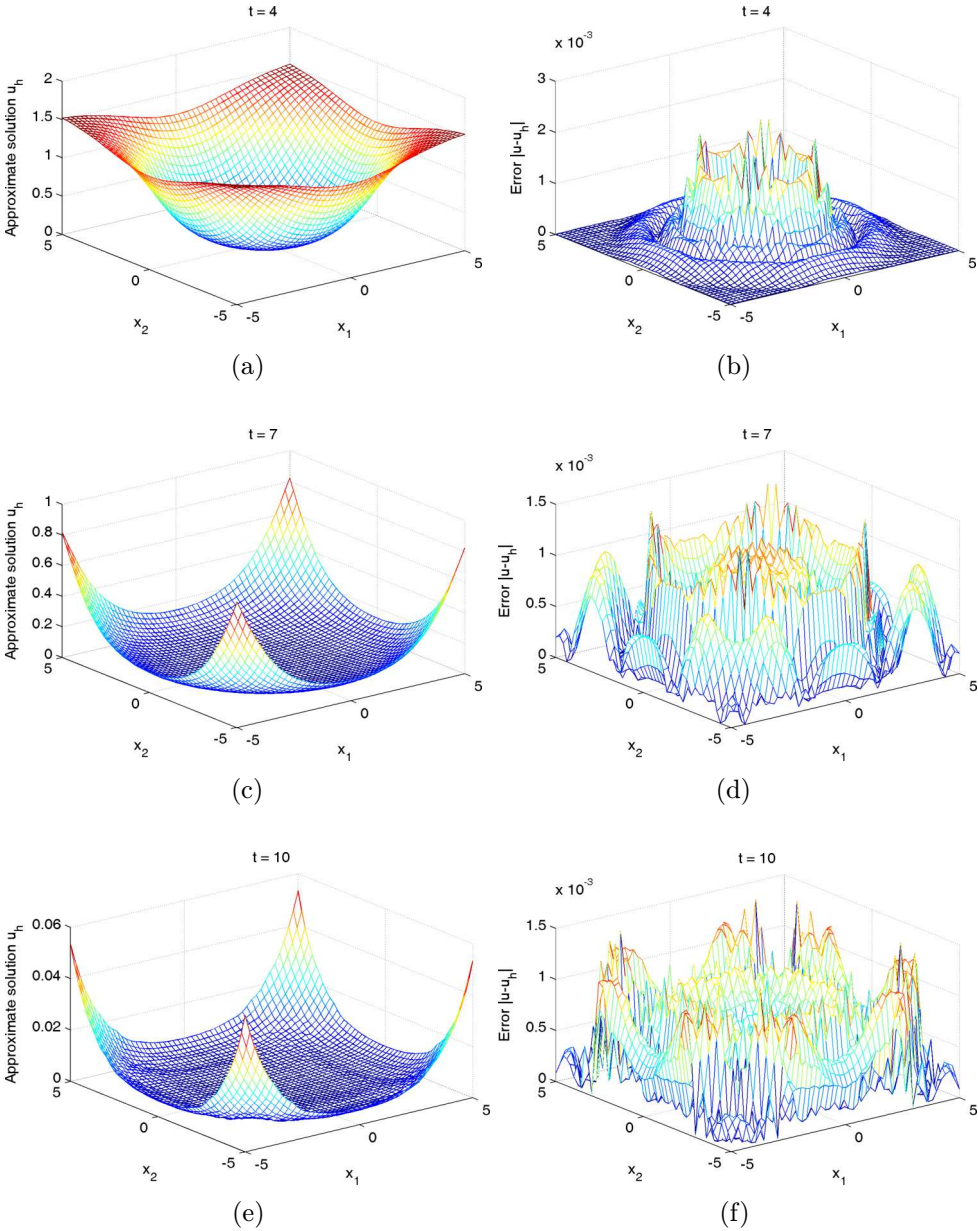 t = 4
Approximate solution u_h
2
1.5
1
0.5
0
5
0
-5
-5
0
5
x_2
x_1
(a)
t = 4
x 10^-3
Error |u-u_h|
3
2
1
0
5
0
-5
-5
0
5
x_2
x_1
(b)
t = 7
Approximate solution u_h
1
0.8
0.6
0.4
0.2
0
5
0
-5
-5
0
5
x_2
x_1
(c)
t = 7
x 10^-3
Error |u-u_h|
1.5
1
0.5
0
5
0
-5
-5
0
5
x_2
x_1
(d)
t = 10
Approximate solution u_h
0.06
0.04
0.02
0
5
0
-5
-5
0
5
x_2
x_1
(e)
t = 10
x 10^-3
Error |u-u_h|
1.5
1
0.5
0
5
0
-5
-5
0
5
x_2
x_1
(f)